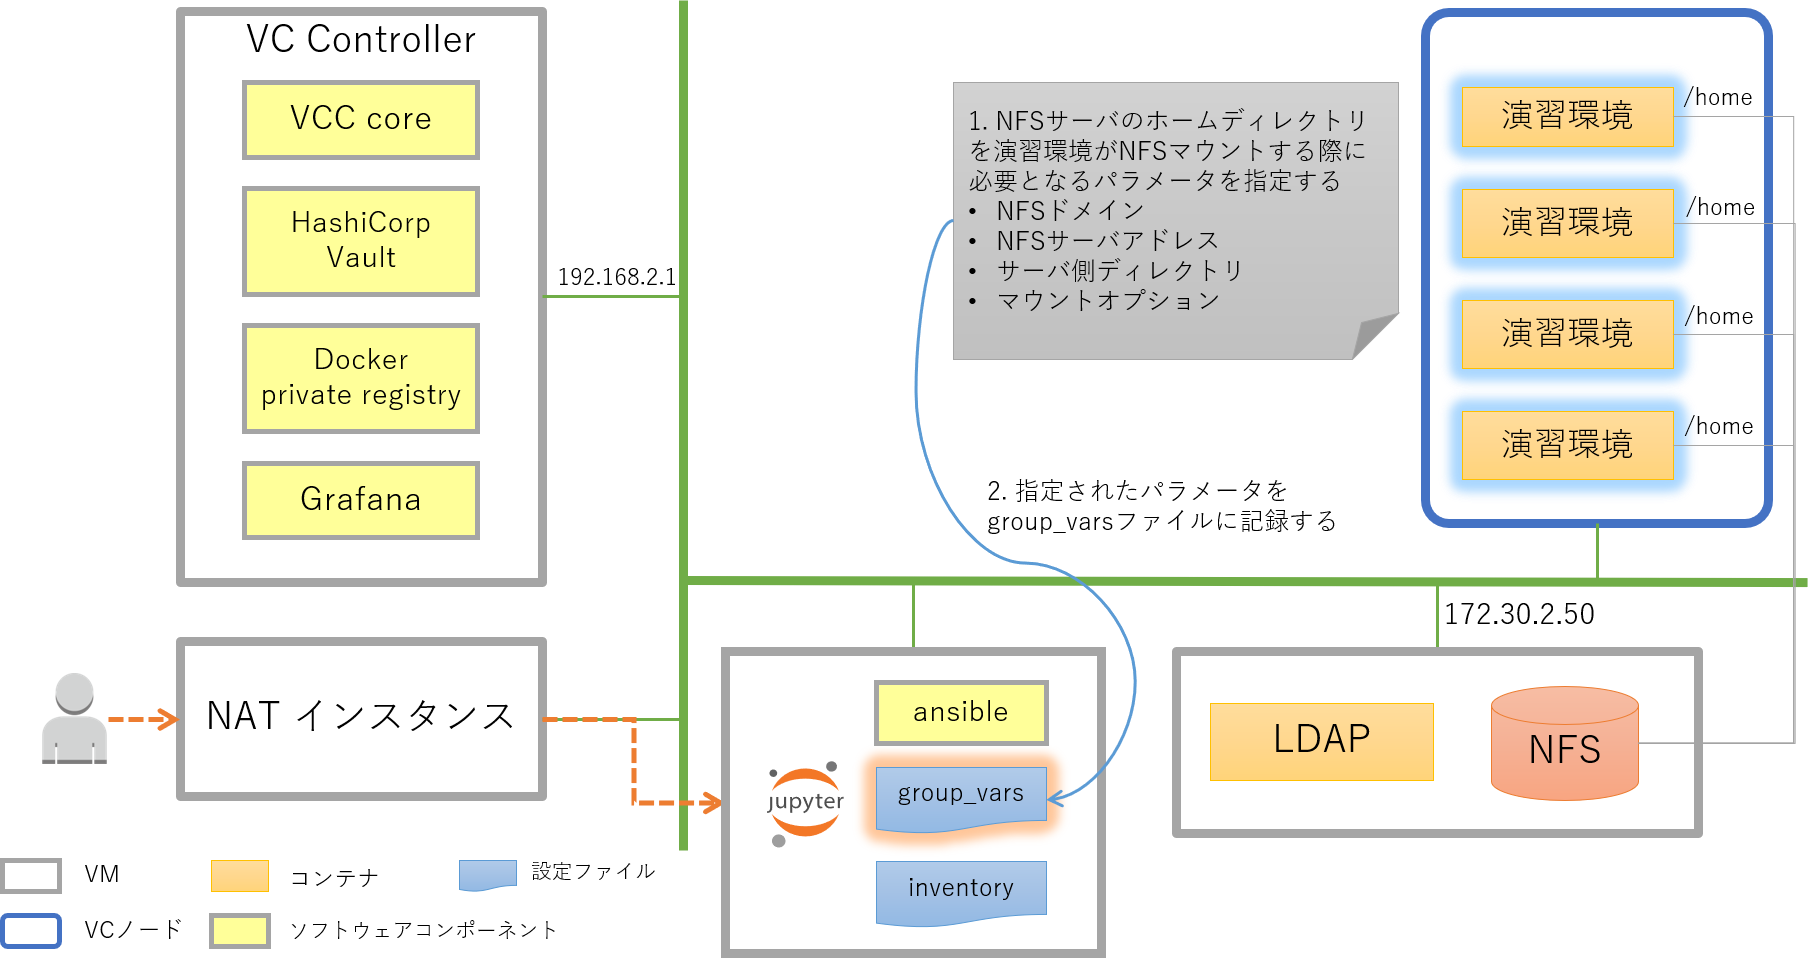 VC Controller
VCC core
HashiCorp
Vault
Docker
private registry
Grafana
192.168.2.1
1. NFSサーバのホームディレクトリ
を演習環境がNFSマウントする際に
必要となるパラメータを指定する
• NFSドメイン
• NFSサーバアドレス
• サーバ側ディレクトリ
• マウントオプション
演習環境
/home
演習環境
/home
演習環境
/home
演習環境
/home
2. 指定されたパラメータを
group_varsファイルに記録する
172.30.2.50
NAT インスタンス
ansible
jupyter
group_vars
inventory
LDAP
NFS
VM
コンテナ
設定ファイル
VCノード
ソフトウェアコンポーネント